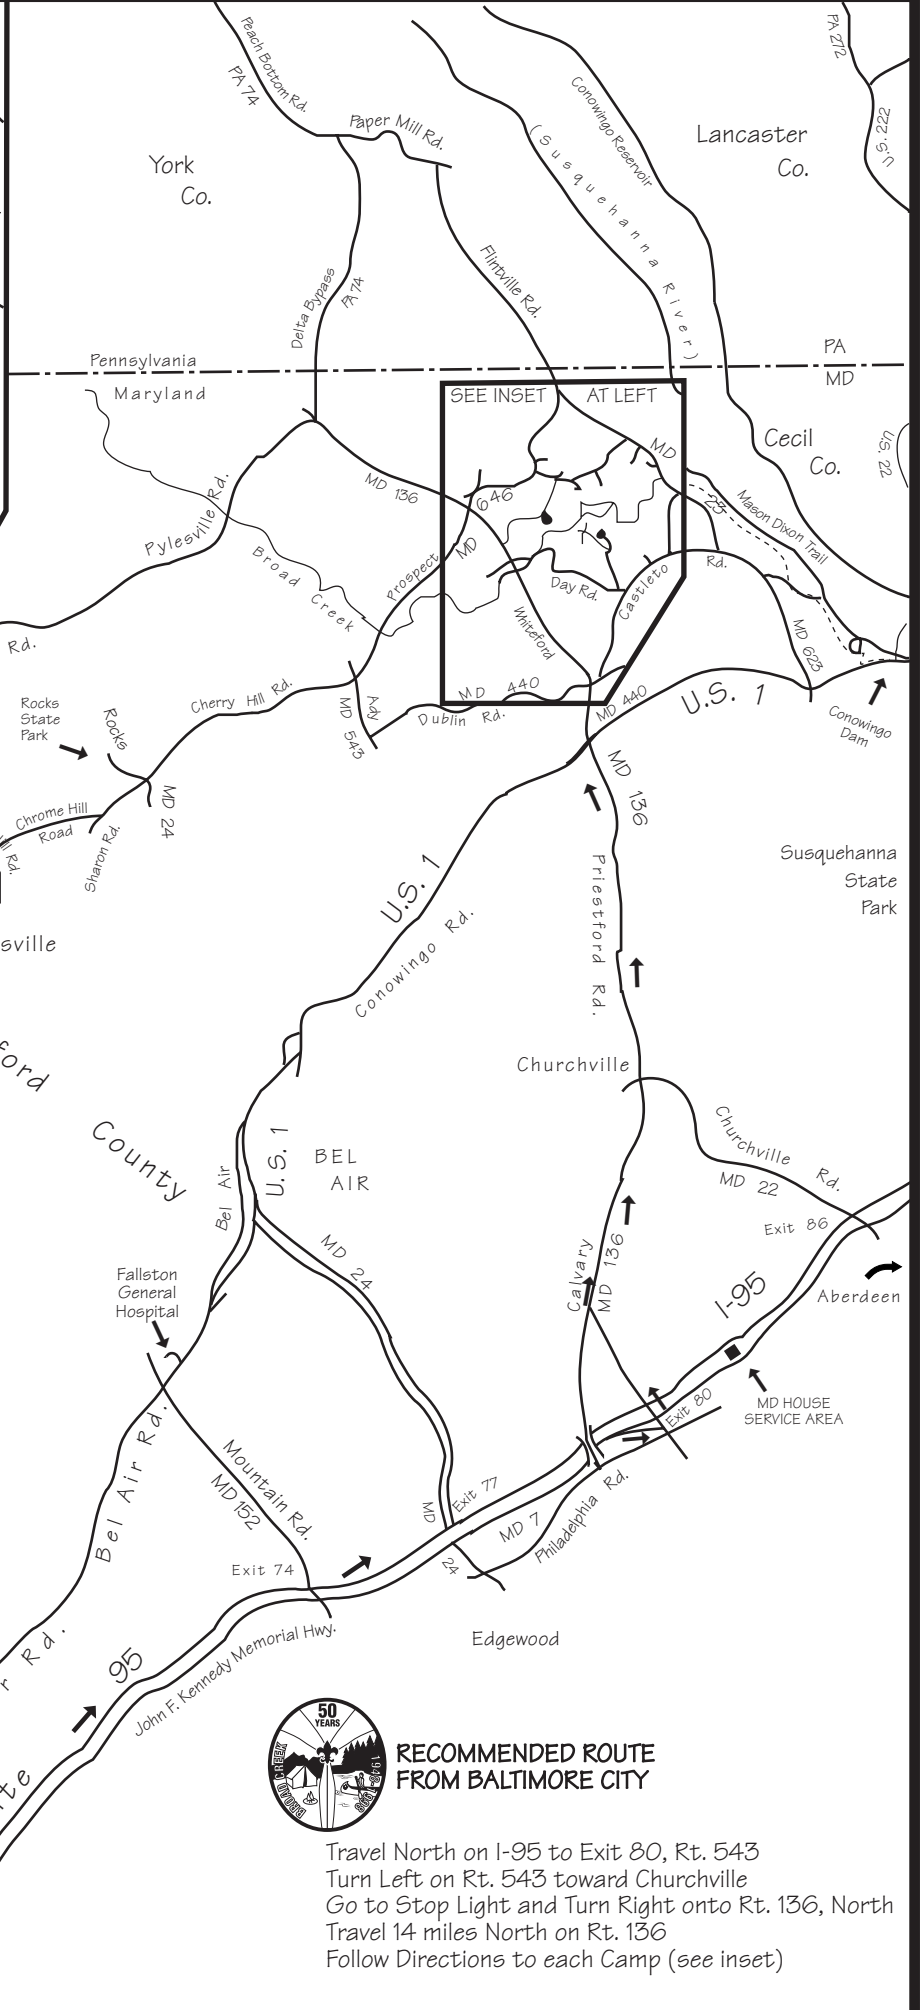 Peach Bottom Rd.
PA 74
Paper Mill Rd.
York
Co.
Conowingo Reservoir
(Susquehanna River)
Lancaster
Co.
PA 272
U.S. 222
Flintville Rd.
Delta Bypass
PA 74
Pennsylvania
Maryland
PA
MD
SEE INSET AT LEFT
Cecil
Co.
U.S. 22
MD 136
646
MD
MD
23
Mason Dixon Trail
Pylesville Rd.
Broad Creek
Prospect
Day Rd.
Castleto
Rd.
Whiteford
MD 623
Rd.
Rocks
State
Park
Cherry Hill Rd.
Ady
MD 543
MD 440
Dublin Rd.
MD 440
U.S. 1
Conowingo
Dam
Rocks
MD 24
Chrome Hill
Road
Sharon Rd.
Rd.
MD 136
Priestford Rd.
Susquehanna
State
Park
sville
U.S. 1
Conowingo Rd.
ford
County
Churchville
Churchville Rd.
MD 22
BEL
AIR
U.S. 1
Bel Air
MD 24
Exit 86
Fallston
General
Hospital
Calvary
MD 136
I-95
Aberdeen
MD HOUSE
SERVICE AREA
Exit 80
Bel Air Rd.
Mountain Rd.
MD 152
MD
24
Exit 77
MD 7
Philadelphia Rd.
Exit 74
Edgewood
r Rd.
95
John F. Kennedy Memorial Hwy.
te
50
YEARS
BROAD CREEK
1948-1998
RECOMMENDED ROUTE
FROM BALTIMORE CITY
Travel North on I-95 to Exit 80, Rt. 543
Turn Left on Rt. 543 toward Churchville
Go to Stop Light and Turn Right onto Rt. 136, North
Travel 14 miles North on Rt. 136
Follow Directions to each Camp (see inset)